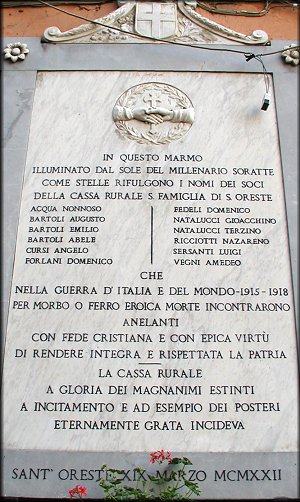 IN QUESTO MARMO
ILLUMINATO DAL SOLE DEL MILLENARIO SORATTE
COME STELLE RIFULGONO I NOMI DEI SOCI
DELLA CASSA RURALE S. FAMIGLIA DI S. ORESTE
ACQUA NONNOSO
BARTOLI AUGUSTO
BARTOLI EMILIO
BARTOLI ABELE
CURSI ANGELO
FORLANI DOMENICO
FEDELI DOMENICO
NATALUCCI GIOACCHINO
NATALUCCI TERZINO
RICCIOTTI NAZARENO
SERSANTI LUIGI
VEGNI AMEDEO
CHE
NELLA GUERRA D' ITALIA E DEL MONDO-1915-1918
PER MORBO O FERRO EROICA MORTE INCONTRARONO
ANELANTI
CON FEDE CRISTIANA E CON EPICA VIRTÙ
DI RENDERE INTEGRA E RISPETTATA LA PATRIA
LA CASSA RURALE
A GLORIA DEI MAGNANIMI ESTINTI
A INCITAMENTO E AD ESEMPIO DEI POSTERI
ETERNAMENTE GRATA INCIDEVA
SANT' ORESTE XIX MARZO MCMXXII